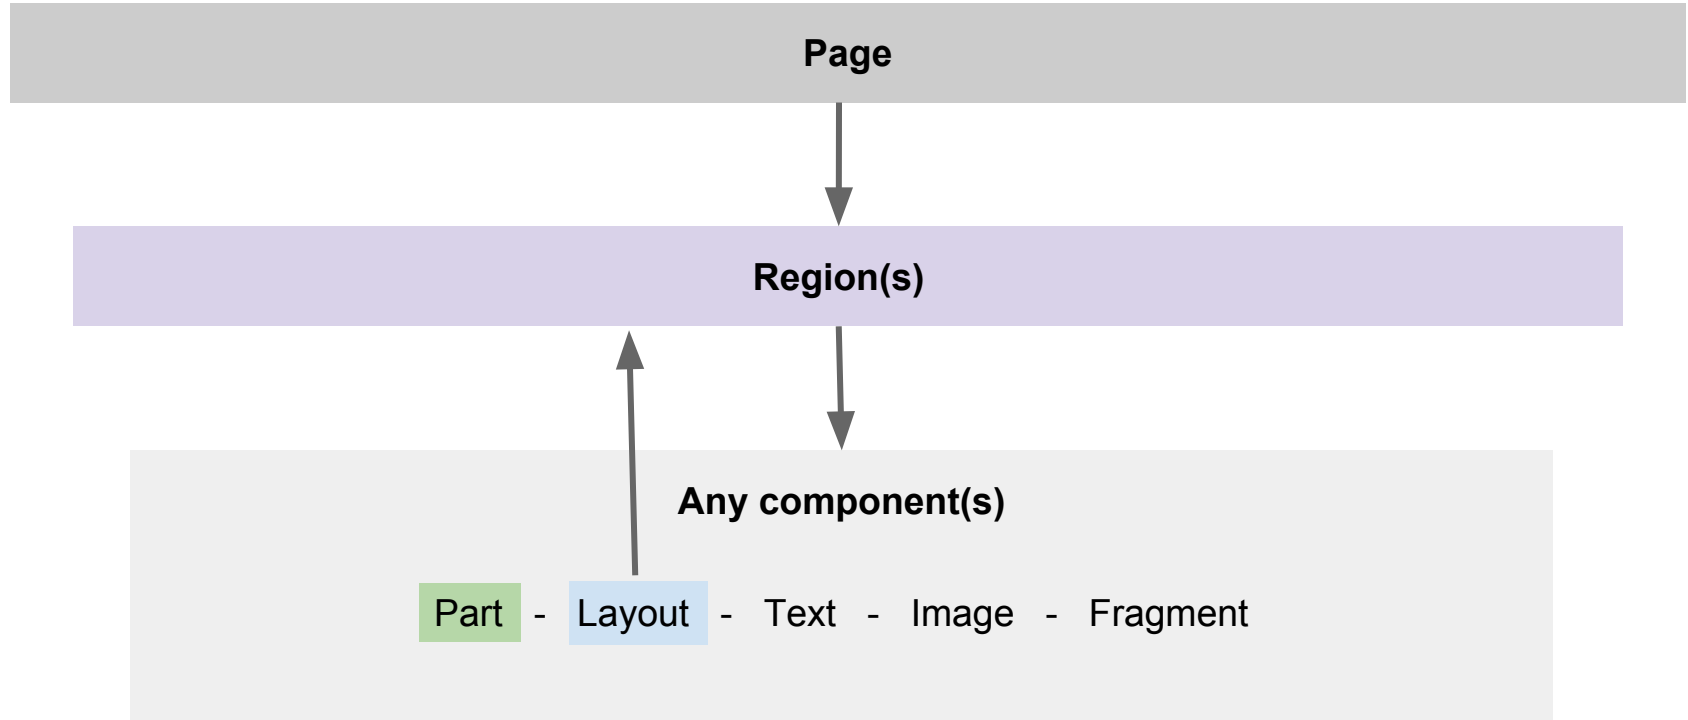 Page
Region(s)
Any component(s)
Part - Layout - Text - Image - Fragment